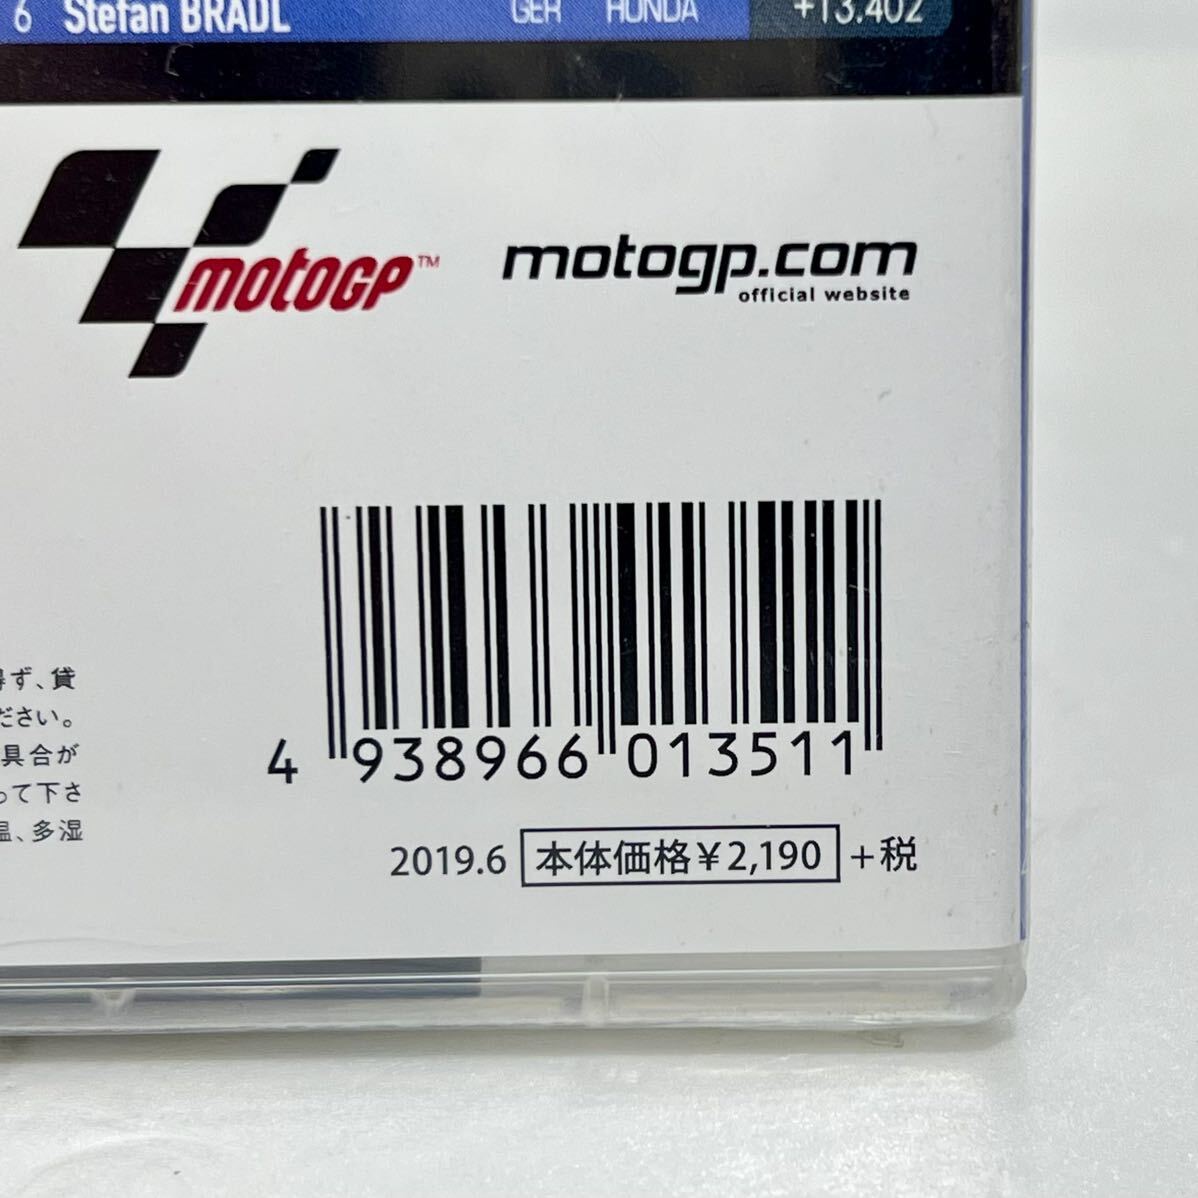 6 Stefan BRADL GER HONDA +13.402
motogp™
motogp.com
official website
得ず、貸
ださい。
具合が
って下さ
温、多湿
4 938966 013511
2019.6 本体価格￥2,190 +税